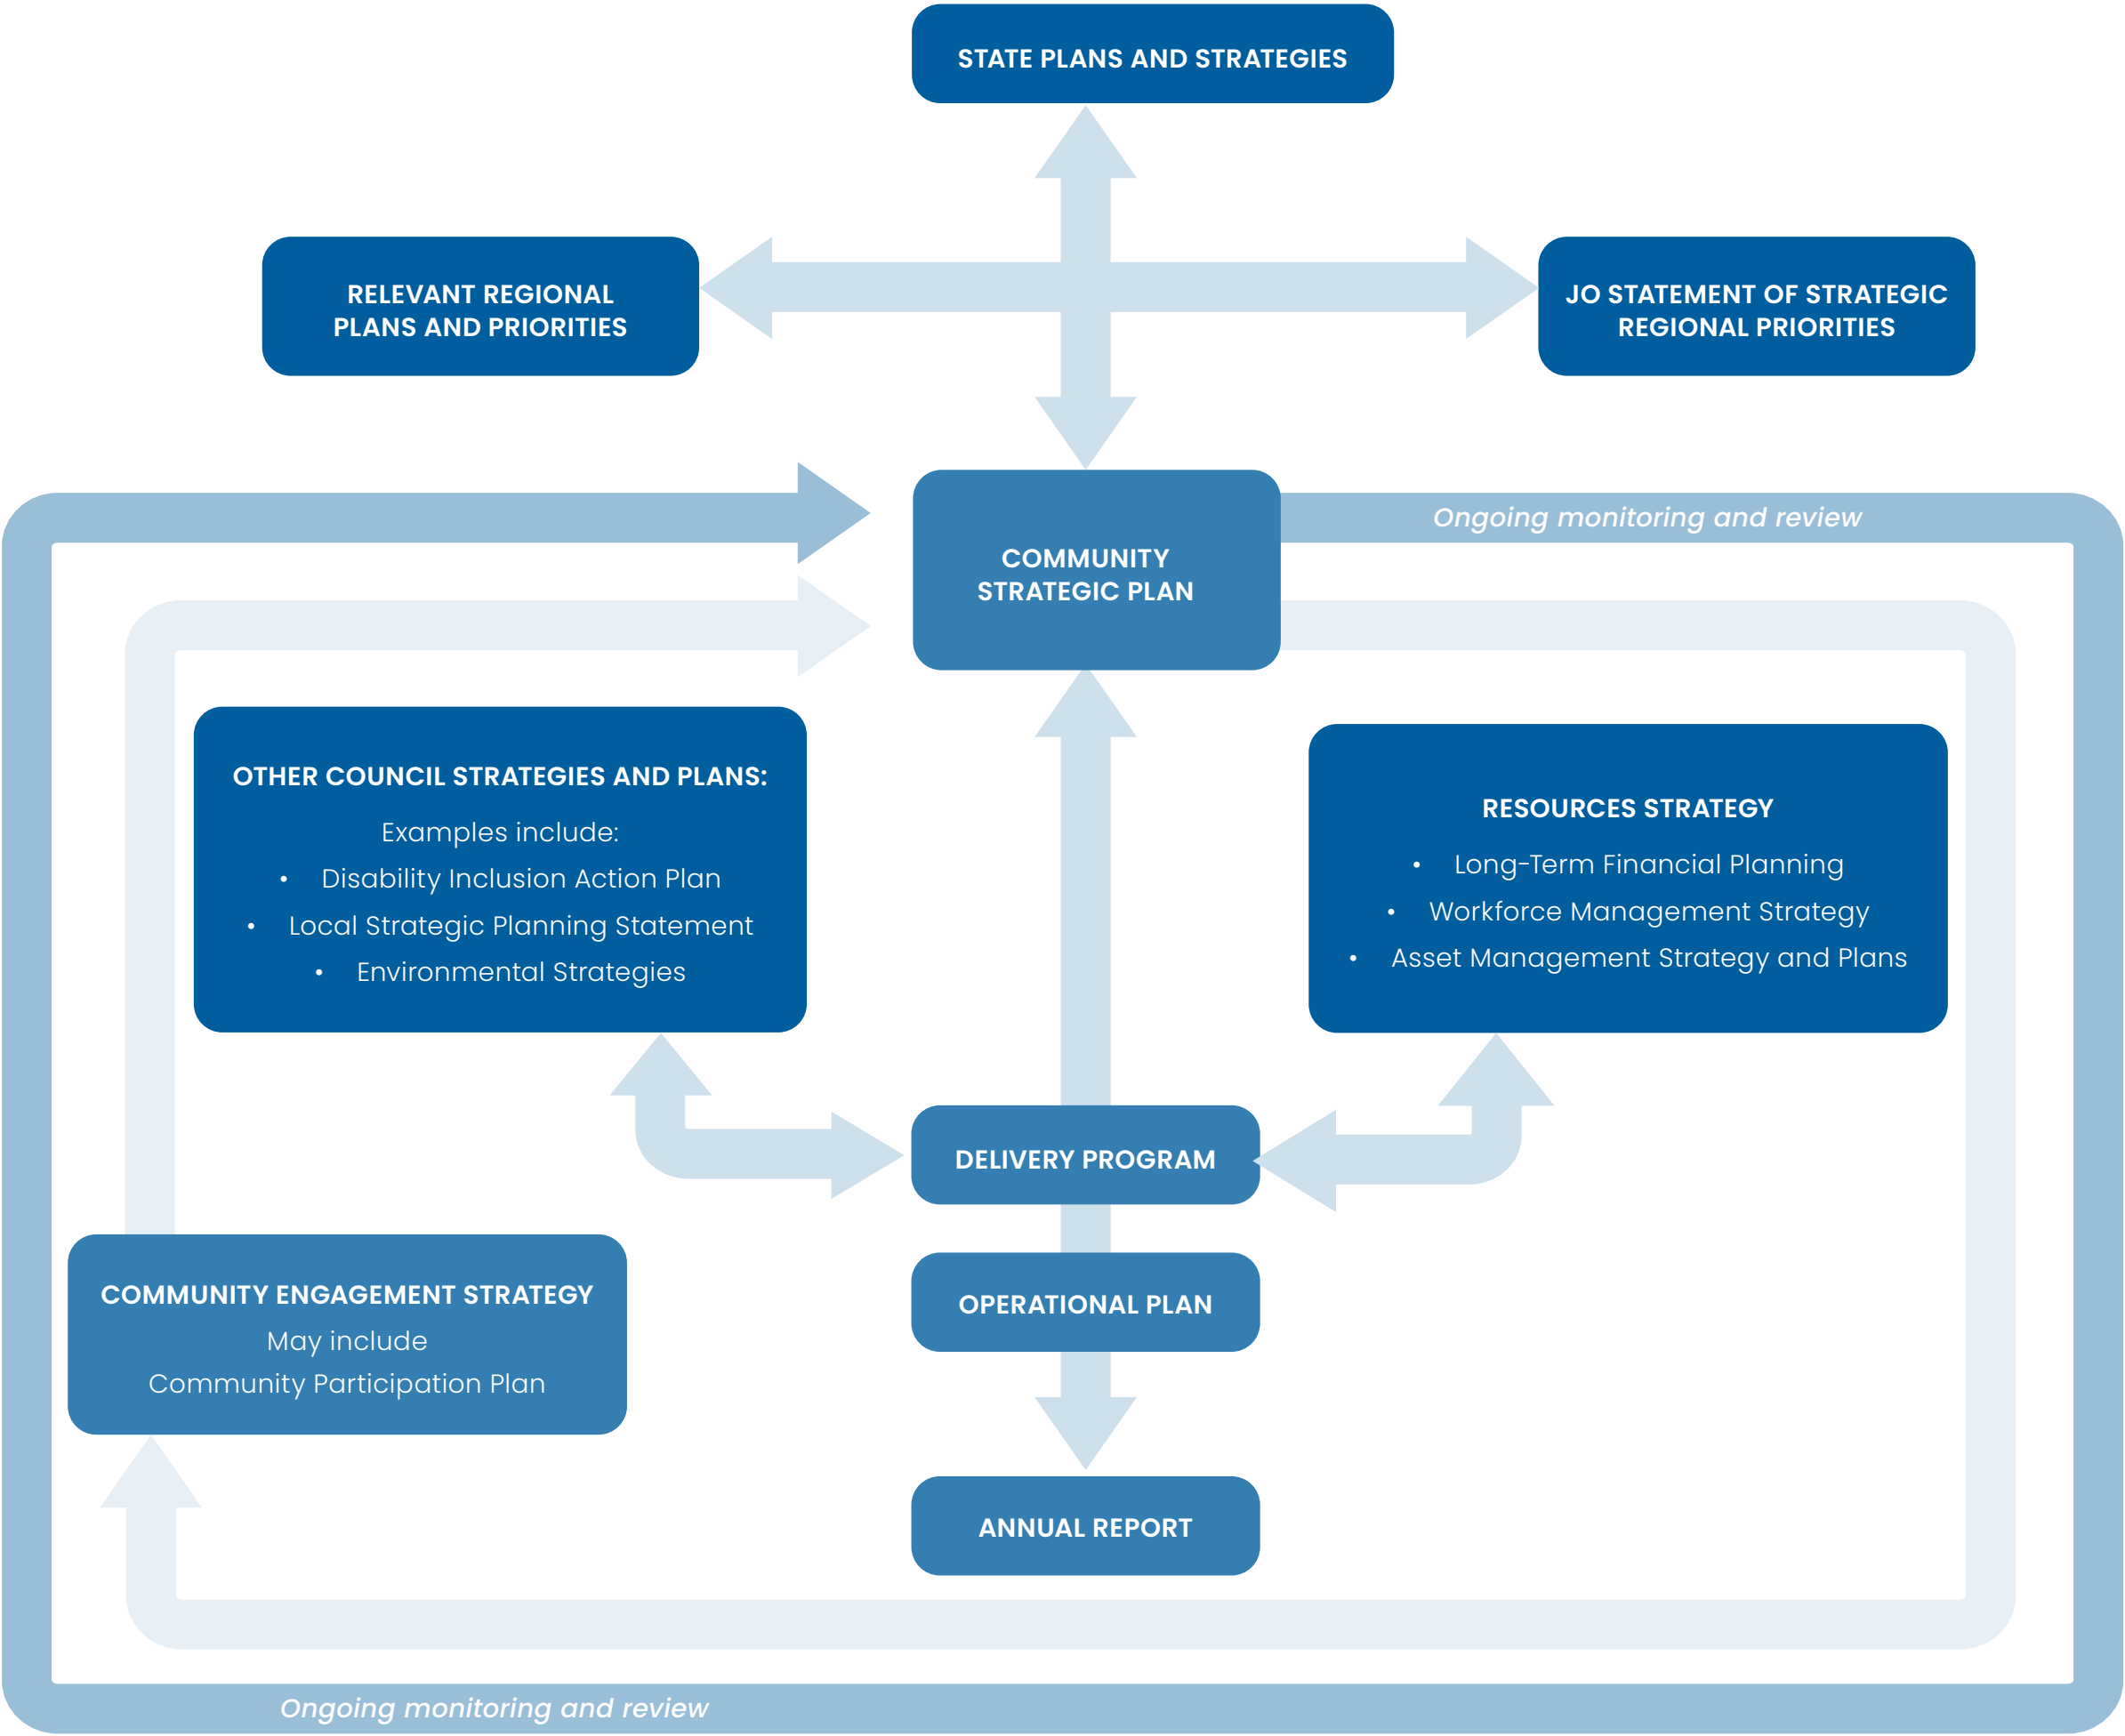 STATE PLANS AND STRATEGIES
RELEVANT REGIONAL
PLANS AND PRIORITIES
JO STATEMENT OF STRATEGIC
REGIONAL PRIORITIES
Ongoing monitoring and review
COMMUNITY
STRATEGIC PLAN
OTHER COUNCIL STRATEGIES AND PLANS:
Examples include:
• Disability Inclusion Action Plan
• Local Strategic Planning Statement
• Environmental Strategies
RESOURCES STRATEGY
• Long-Term Financial Planning
• Workforce Management Strategy
• Asset Management Strategy and Plans
DELIVERY PROGRAM
OPERATIONAL PLAN
COMMUNITY ENGAGEMENT STRATEGY
May include
Community Participation Plan
ANNUAL REPORT
Ongoing monitoring and review